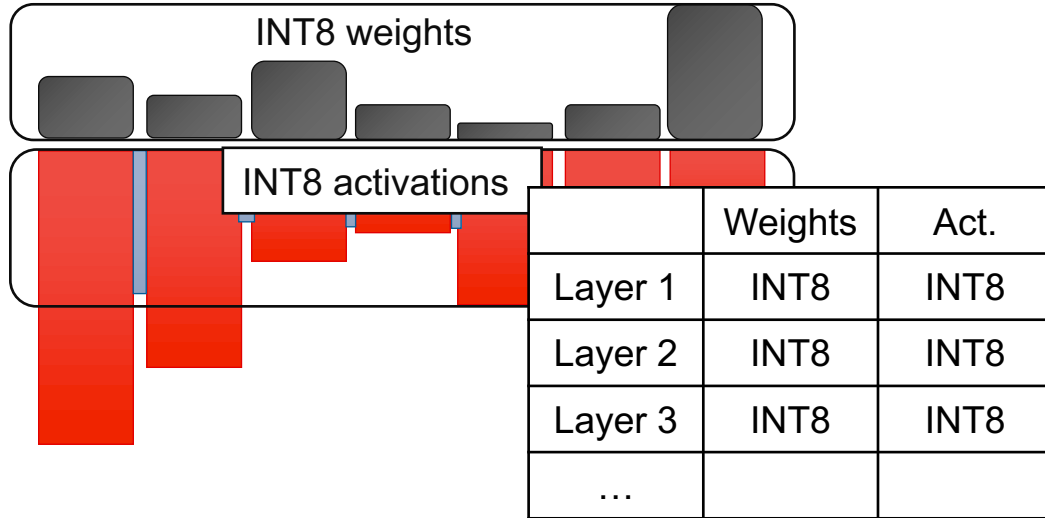 INT8 weights
INT8 activations
Weights Act.
Layer 1 INT8 INT8
Layer 2 INT8 INT8
Layer 3 INT8 INT8
…